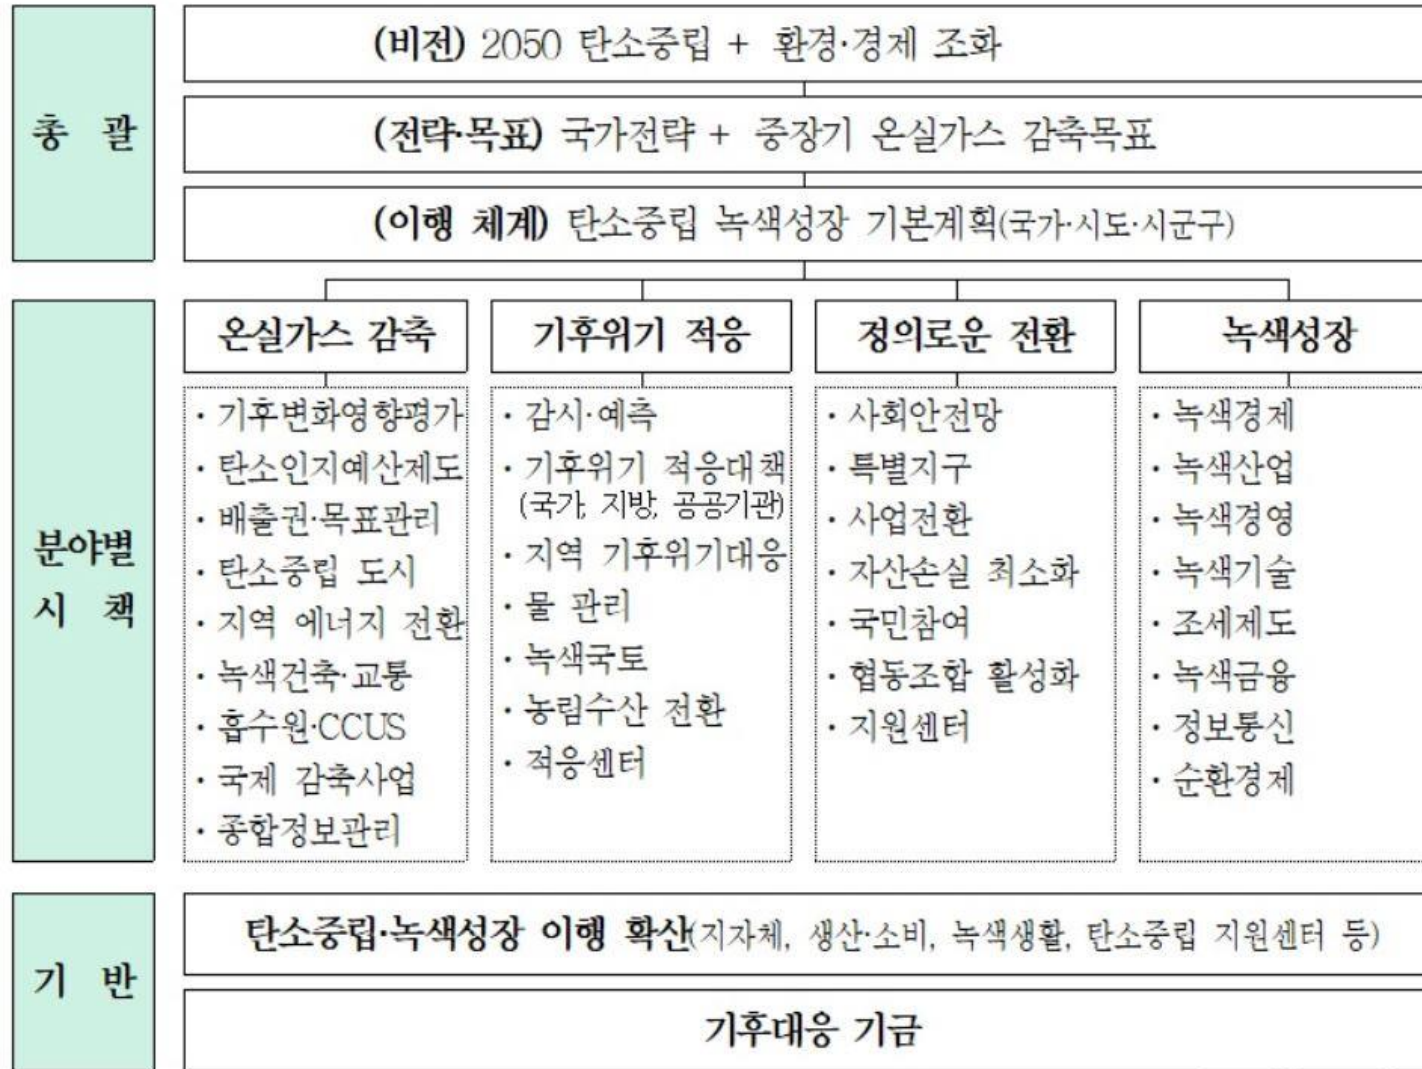 총 괄
(비전) 2050 탄소중립 + 환경·경제 조화
(전략·목표) 국가전략 + 중장기 온실가스 감축목표
(이행 체계) 탄소중립 녹색성장 기본계획(국가·시도·시군구)
분야별
시 책
온실가스 감축
· 기후변화영향평가
· 탄소인지예산제도
· 배출권·목표관리
· 탄소중립 도시
· 지역 에너지 전환
· 녹색건축·교통
· 흡수원·CCUS
· 국제 감축사업
· 종합정보관리
기후위기 적응
· 감시·예측
· 기후위기 적응대책
(국가, 지방, 공공기관)
· 지역 기후위기대응
· 물 관리
· 녹색국토
· 농림수산 전환
· 적응센터
정의로운 전환
· 사회안전망
· 특별지구
· 사업전환
· 자산손실 최소화
· 국민참여
· 협동조합 활성화
· 지원센터
녹색성장
· 녹색경제
· 녹색산업
· 녹색경영
· 녹색기술
· 조세제도
· 녹색금융
· 정보통신
· 순환경제
기 반
탄소중립·녹색성장 이행 확산(지자체, 생산·소비, 녹색생활, 탄소중립 지원센터 등)
기후대응 기금